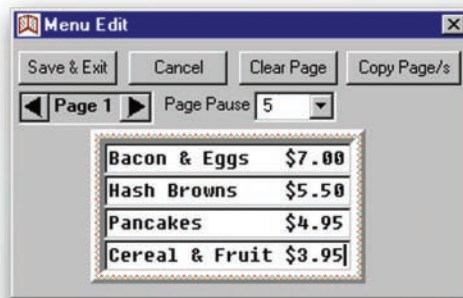 Menu Edit
Save & Exit Cancel Clear Page Copy Page/s
Page 1 Page Pause 5
Bacon & Eggs $7.00
Hash Browns $5.50
Pancakes $4.95
Cereal & Fruit $3.95